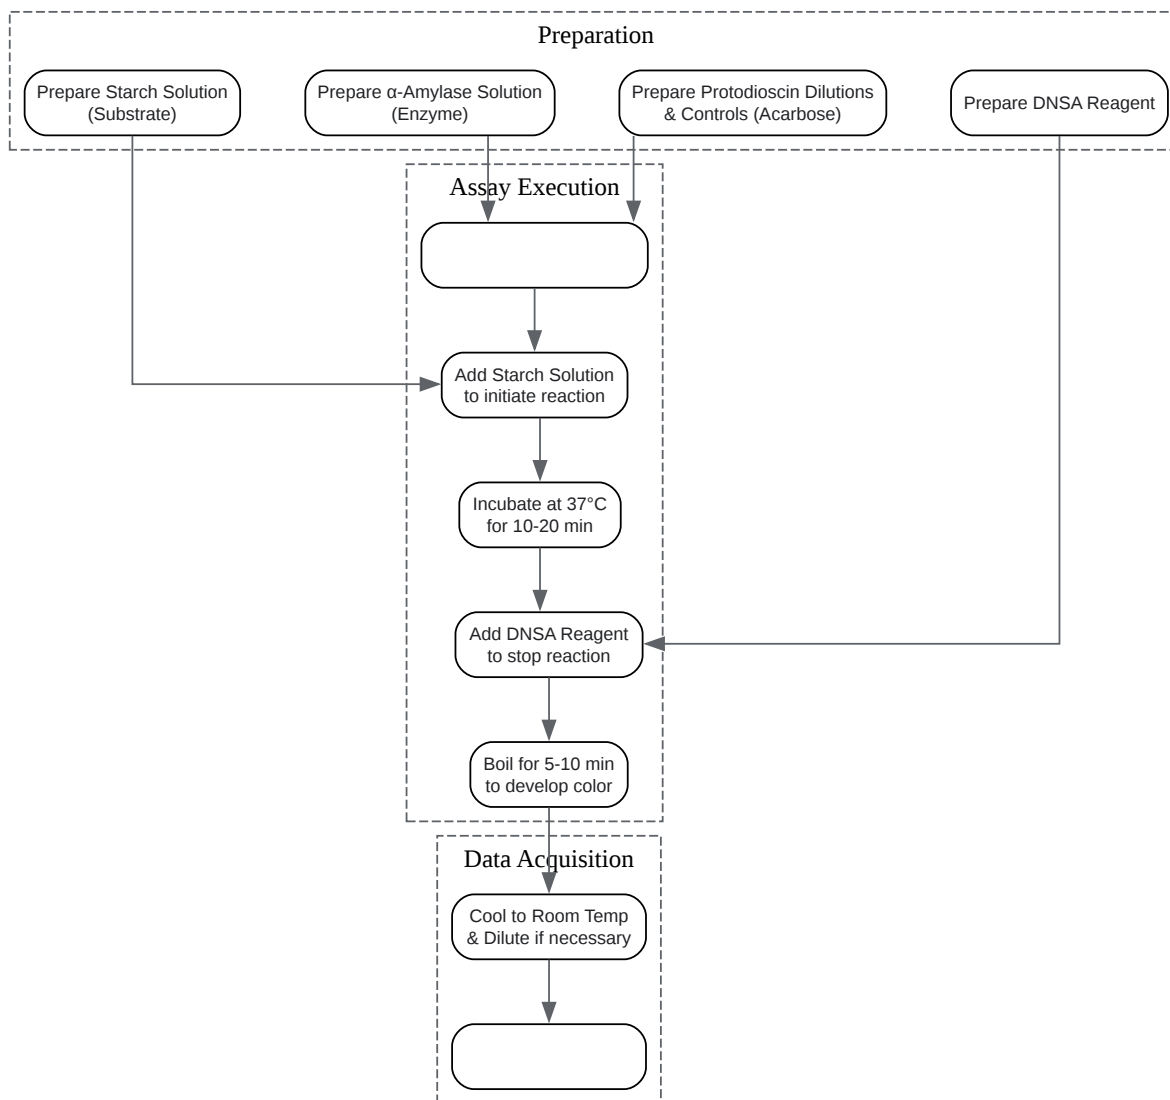 Preparation
Prepare Starch Solution
(Substrate)
Prepare α-Amylase Solution
(Enzyme)
Prepare Protodioscin Dilutions
& Controls (Acarbose)
Prepare DNSA Reagent
Assay Execution
Add Starch Solution
to initiate reaction
Incubate at 37°C
for 10-20 min
Add DNSA Reagent
to stop reaction
Boil for 5-10 min
to develop color
Data Acquisition
Cool to Room Temp
& Dilute if necessary